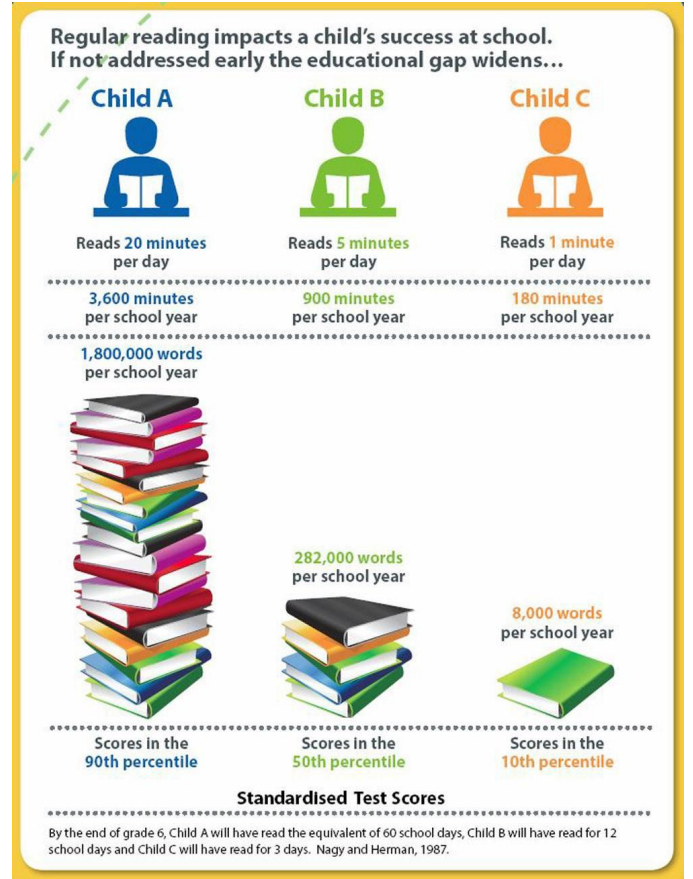 Regular reading impacts a child's success at school.
If not addressed early the educational gap widens...
Child A
Child B
Child C
Reads 20 minutes
per day
Reads 5 minutes
per day
Reads 1 minute
per day
3,600 minutes
per school year
900 minutes
per school year
180 minutes
per school year
1,800,000 words
per school year
282,000 words
per school year
8,000 words
per school year
Scores in the
90th percentile
Scores in the
50th percentile
Scores in the
10th percentile
Standardised Test Scores
By the end of grade 6, Child A will have read the equivalent of 60 school days, Child B will have read for 12
school days and Child C will have read for 3 days. Nagy and Herman, 1987.